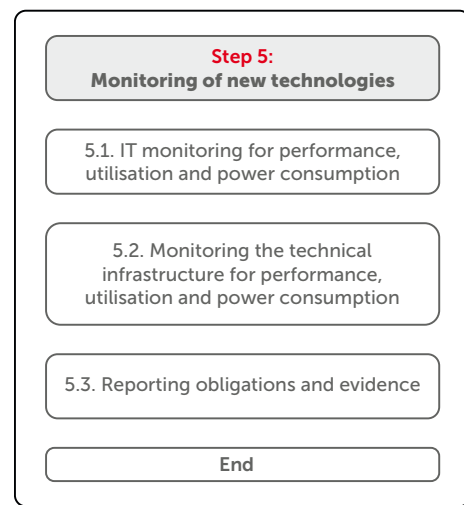 Step 5:
Monitoring of new technologies
5.1. IT monitoring for performance,
utilisation and power consumption
5.2. Monitoring the technical
infrastructure for performance,
utilisation and power consumption
5.3. Reporting obligations and evidence
End